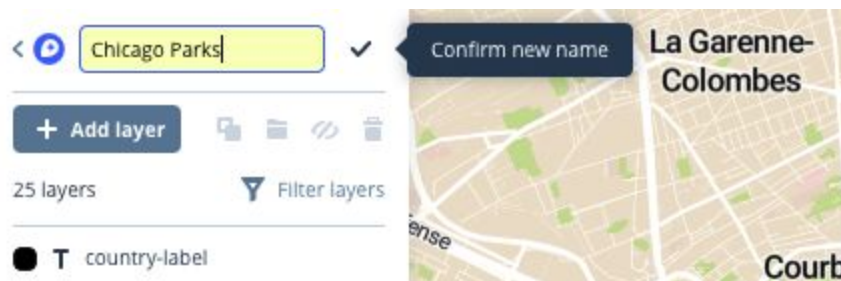 Chicago Parks
Confirm new name
La Garenne-
Colombes
+ Add layer
25 layers
Filter layers
T country-label
ense
Courb